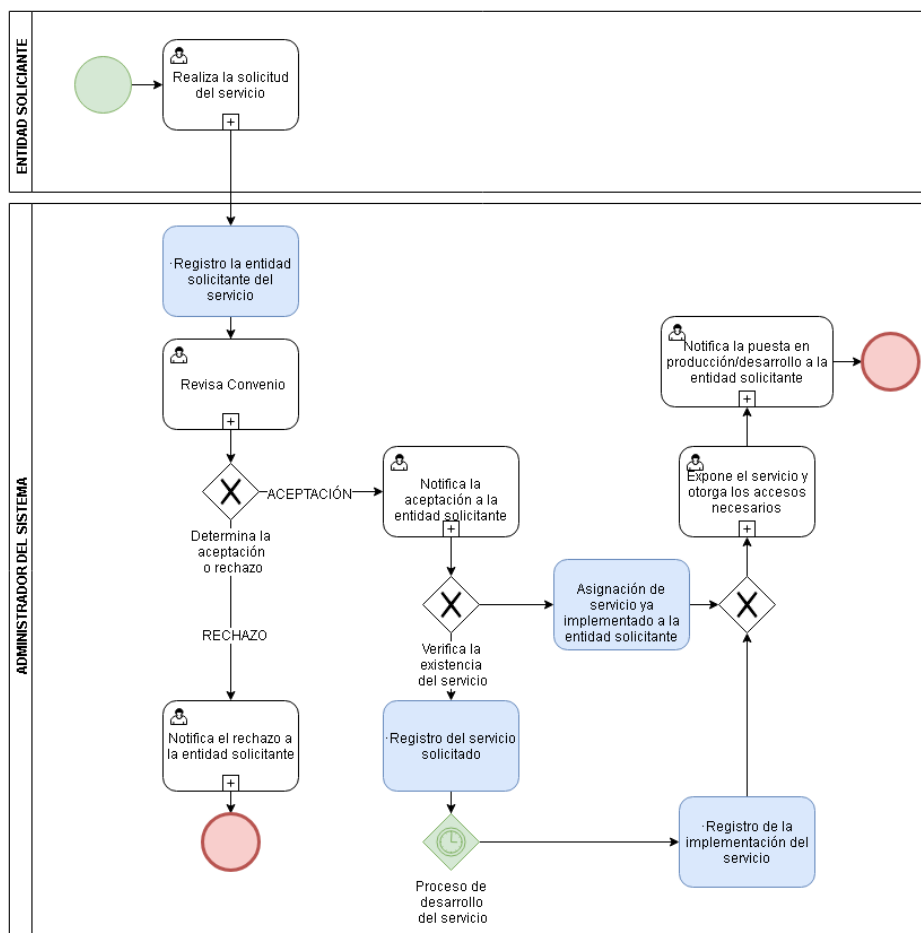 ENTIDAD SOLICIANTE
Realiza la solicitud
del servicio
ADMINISTRADOR DEL SISTEMA
·Registro la entidad
solicitante del
servicio
Revisa Convenio
Determina la
aceptación
o rechazo
ACEPTACIÓN
RECHAZO
Notifica el rechazo a
la entidad solicitante
Notifica la
aceptación a la
entidad solicitante
Verifica la
existencia
del servicio
Asignación de
servicio ya
implementado a la
entidad solicitante
·Registro del servicio
solicitado
Proceso de
desarrollo
del servicio
·Registro de la
implementación del
servicio
Expone el servicio y
otorga los accesos
necesarios
Notifica la puesta en
producción/desarrollo a la
entidad solicitante